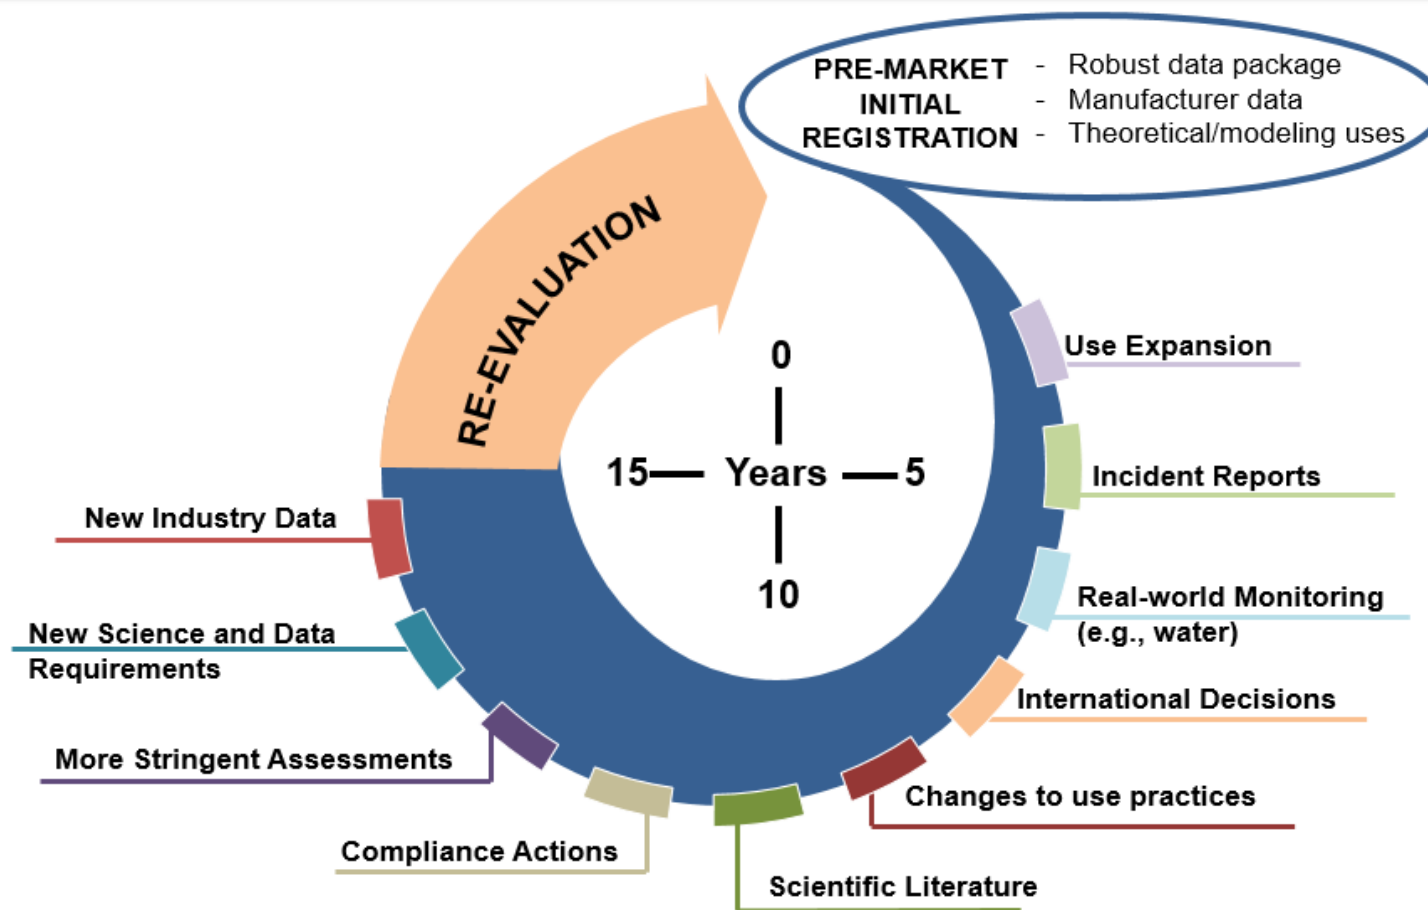 PRE-MARKET
INITIAL
REGISTRATION
- Robust data package
- Manufacturer data
- Theoretical/modeling uses
RE-EVALUATION
0
15 Years 5
10
Use Expansion
Incident Reports
Real-world Monitoring
(e.g., water)
International Decisions
Changes to use practices
Scientific Literature
Compliance Actions
More Stringent Assessments
New Science and Data
Requirements
New Industry Data